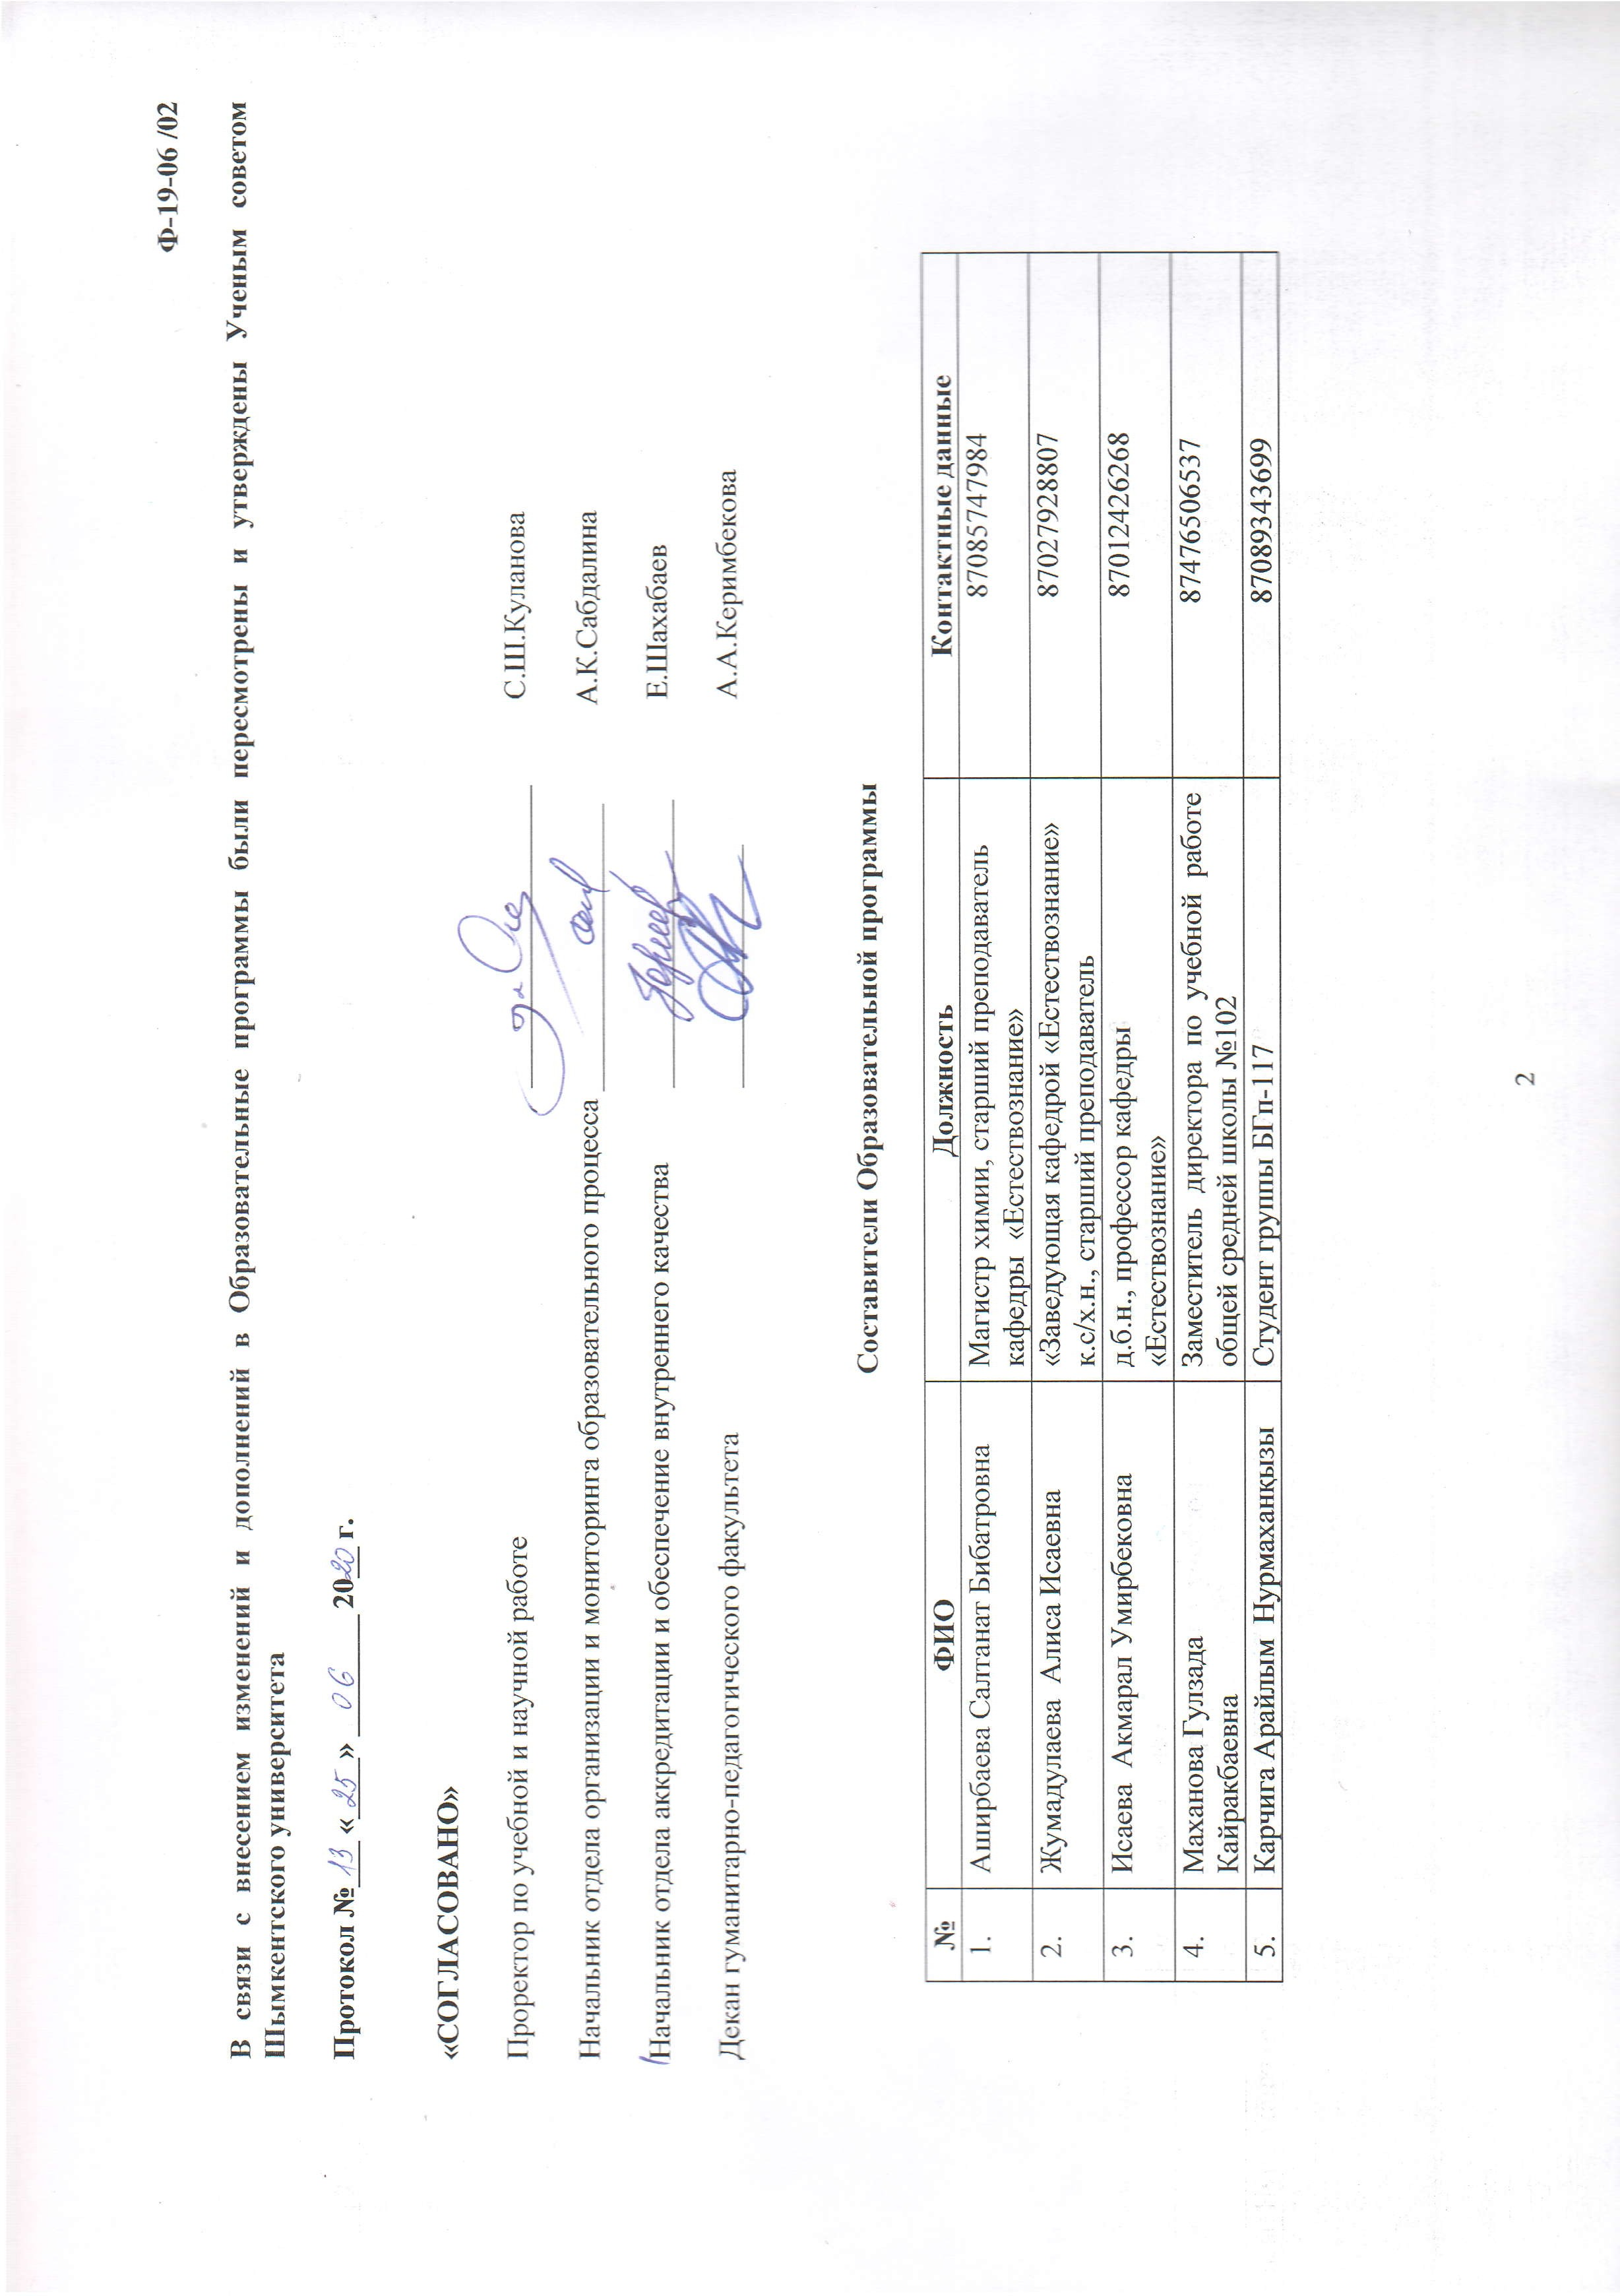 Ф-19-06 /02
В связи с внесением изменений и дополнений в Образовательные программы были пересмотрены и утверждены Ученым советом
Шымкентского университета
Протокол № 13 « 25 » 06 2020 г.
«СОГЛАСОВАНО»
Проректор по учебной и научной работе С.Ш.Куланова
Начальник отдела организации и мониторинга образовательного процесса А.К.Сабдалина
Начальник отдела аккредитации и обеспечение внутреннего качества Е.Шахабаев
Декан гуманитарно-педагогического факультета А.А.Керимбекова
Составители Образовательной программы
№ ФИО Должность Контактные данные
1. Аширбаева Салтанат Бибатровна Магистр химии, старший преподаватель 87085747984
кафедры «Естествознание»
2. Жумадулаева Алиса Исаевна «Заведующая кафедрой «Естествознание» 87027928807
к.с/х.н., старший преподаватель
3. Исаева Акмарал Умирбековна д.б.н., профессор кафедры 87012426268
«Естествознание»
4. Маханова Гулзада Заместитель директора по учебной работе 87476506537
Кайракбаевна общей средней школы №102
5. Карчига Арайлым Нурмаханқызы Студент группы БГп-117 87089343699
2